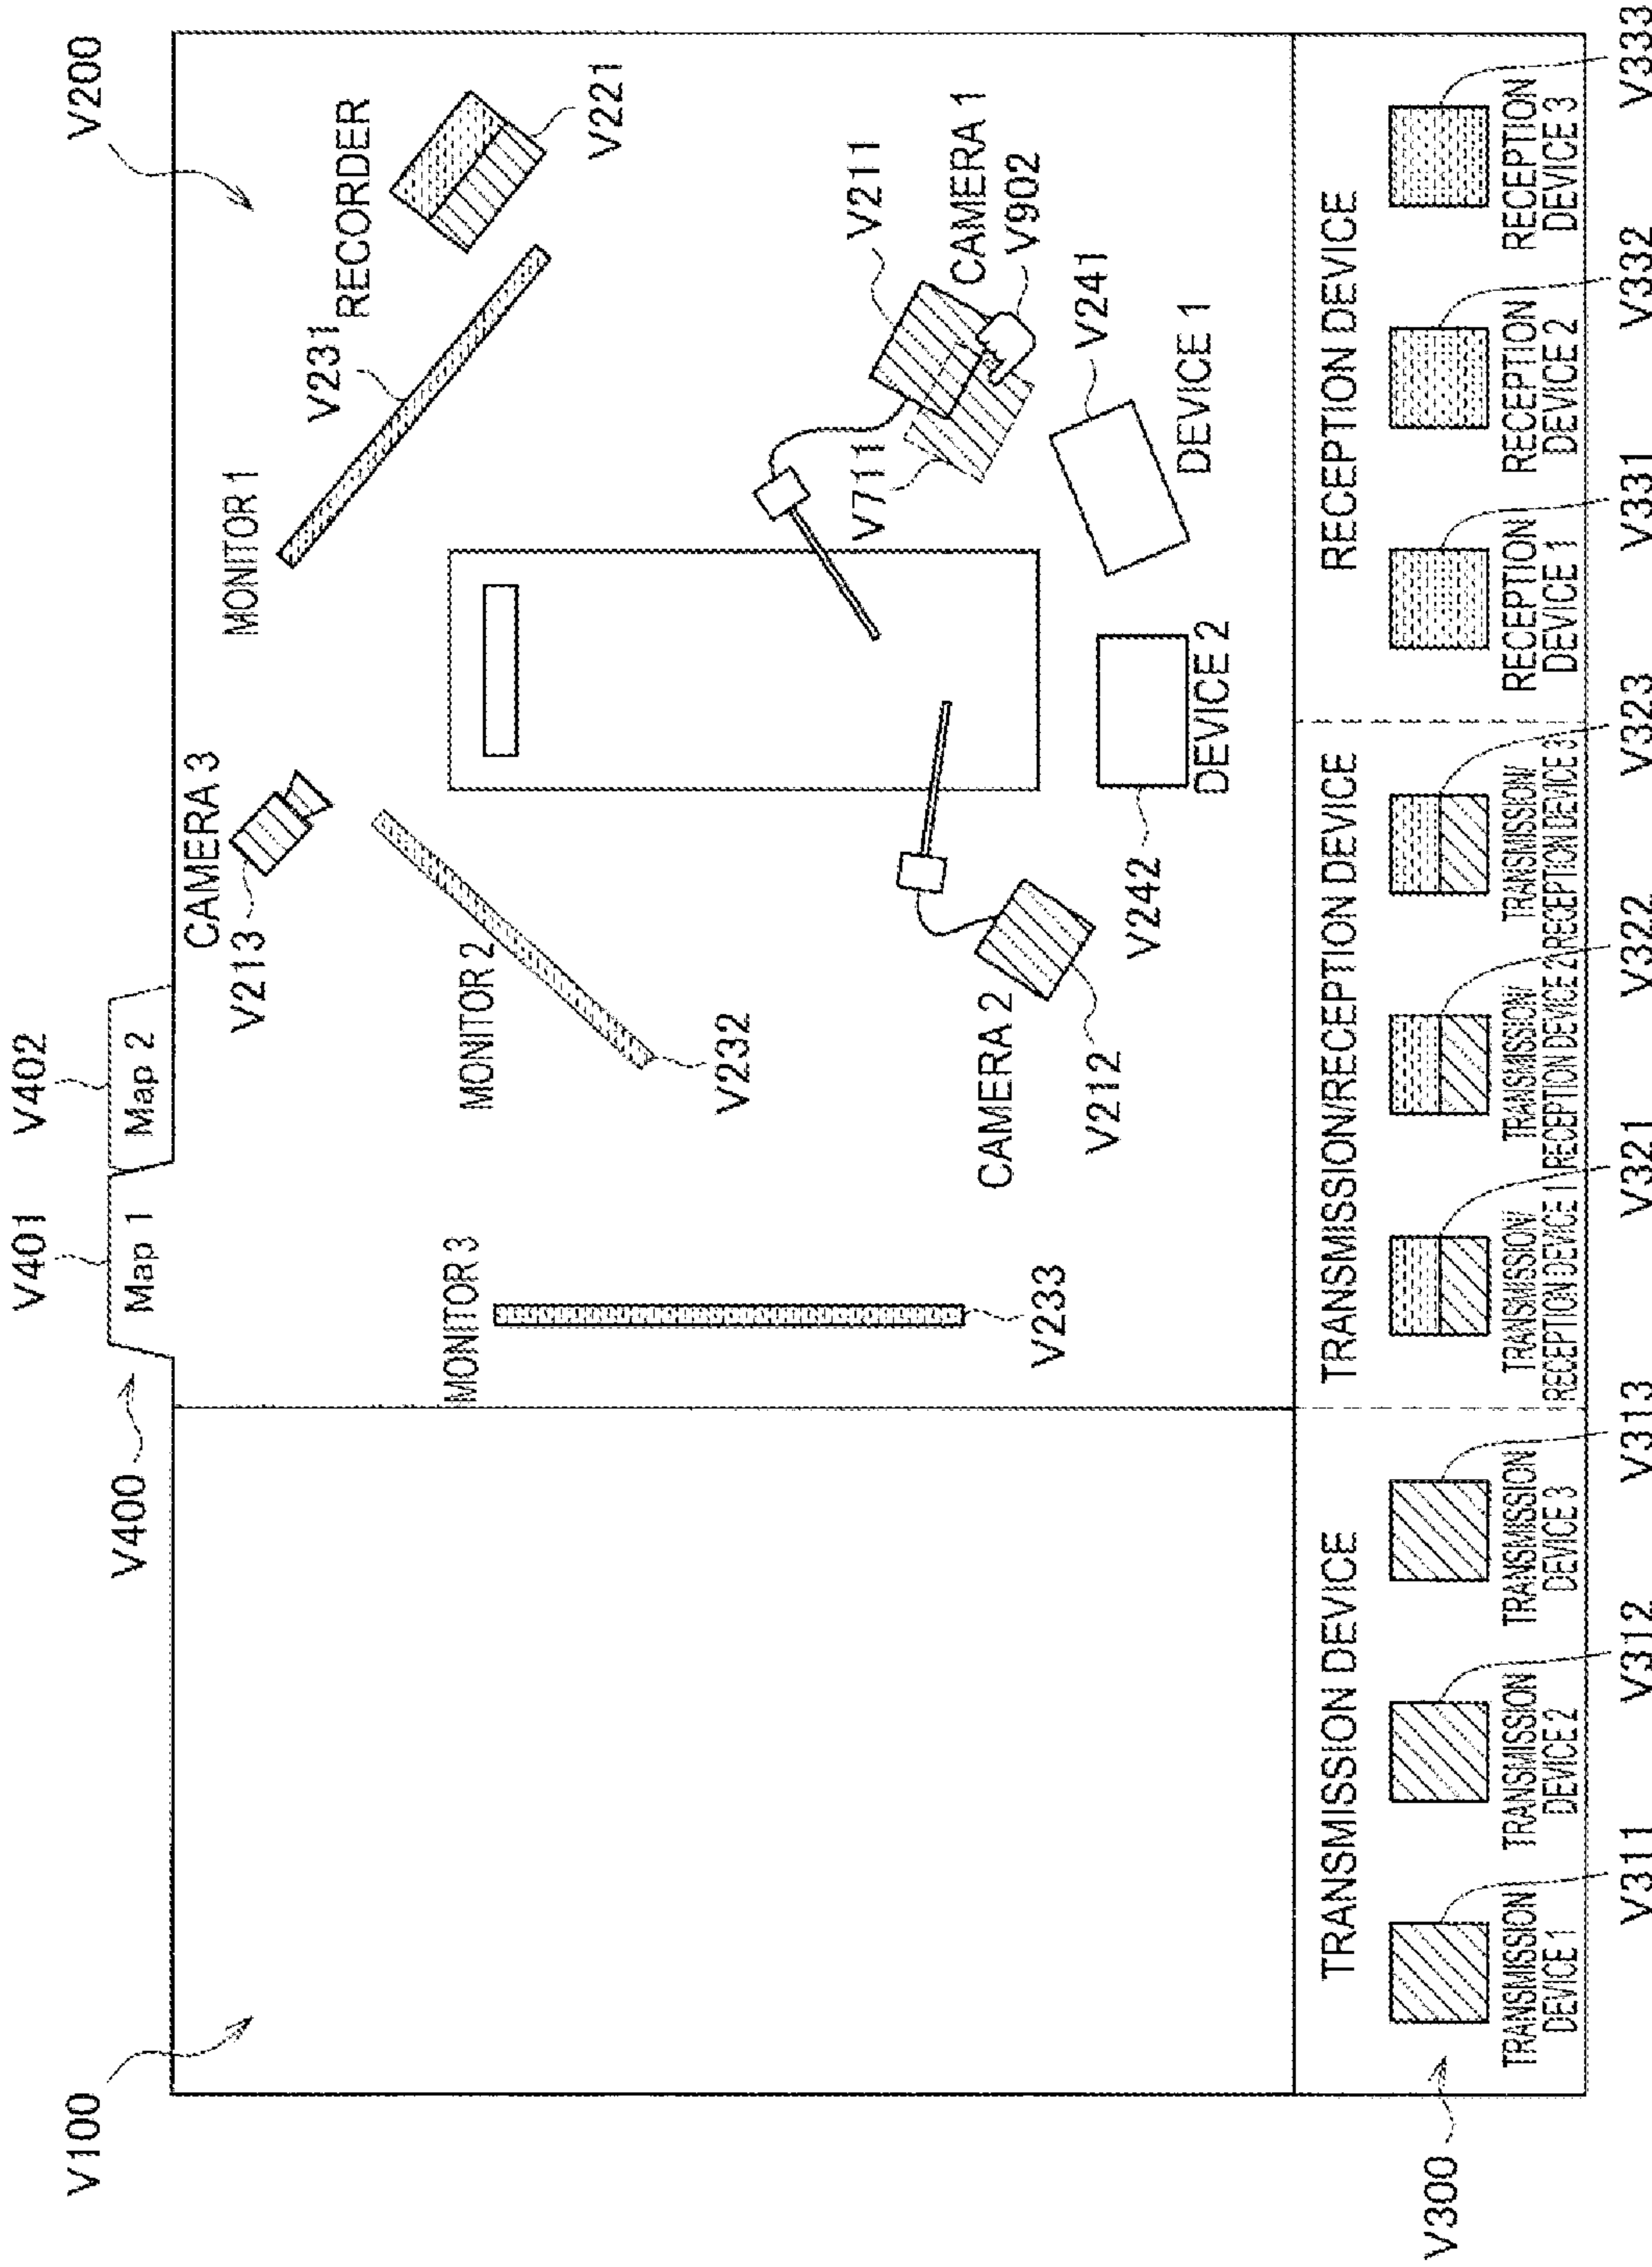 V401
V402
V400
Map 1
Map 2
V100
V200
CAMERA 3
V213
MONITOR 1
V231
RECORDER
V221
MONITOR 3
MONITOR 2
V232
V233
V211
CAMERA 1
V902
V711
V241
DEVICE 1
CAMERA 2
V212
V242
DEVICE 2
TRANSMISSION DEVICE
TRANSMISSION/RECEPTION DEVICE
RECEPTION DEVICE
V300
TRANSMISSION
DEVICE 1
TRANSMISSION
DEVICE 2
TRANSMISSION
DEVICE 3
TRANSMISSION/
RECEPTION DEVICE 1
TRANSMISSION/
RECEPTION DEVICE 2
TRANSMISSION/
RECEPTION DEVICE 3
RECEPTION
DEVICE 1
RECEPTION
DEVICE 2
RECEPTION
DEVICE 3
V311
V312
V313
V321
V322
V323
V331
V332
V333